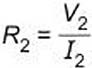 R₂ = V₂/I₂